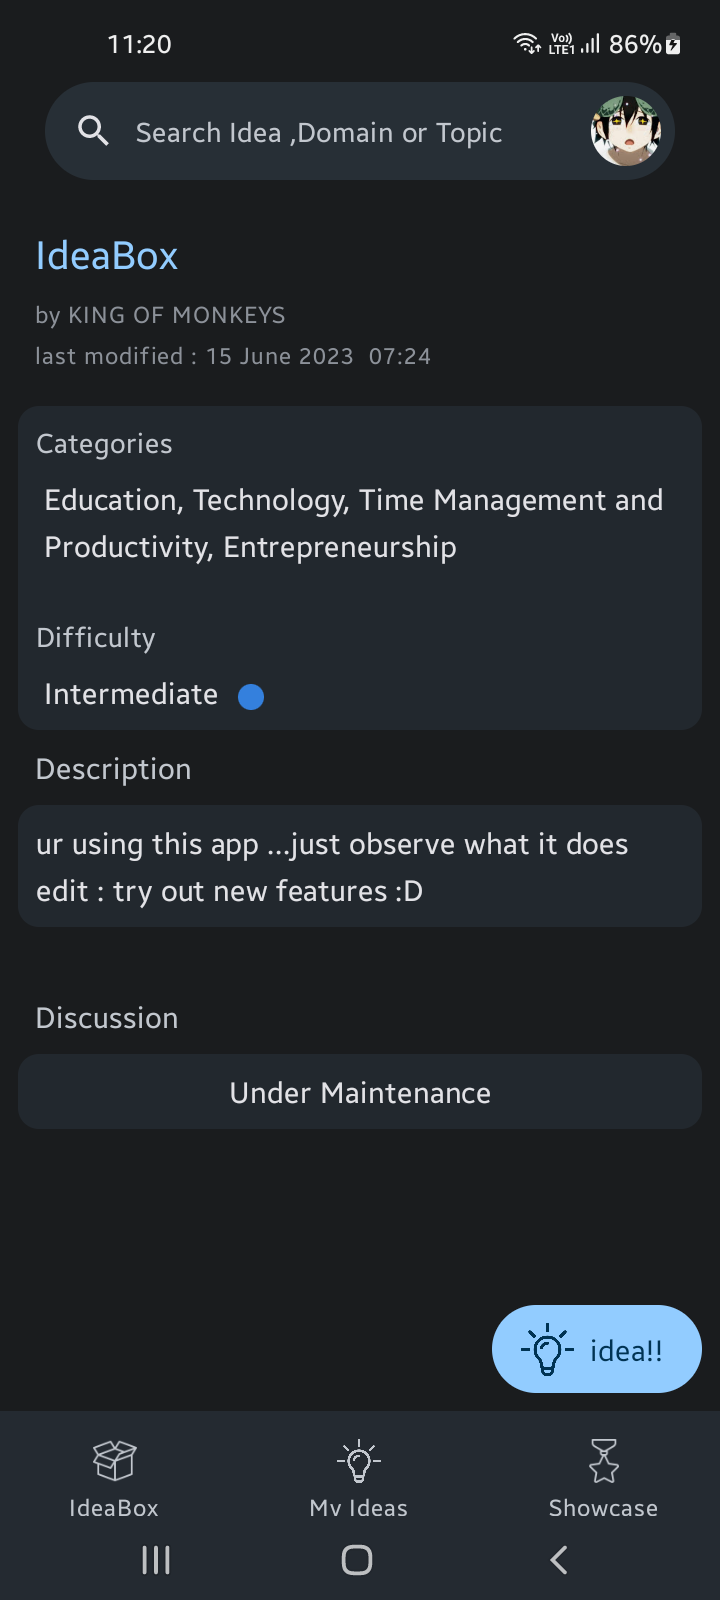 11:20
Vo)) LTE1 86%
Search Idea ,Domain or Topic
IdeaBox
by KING OF MONKEYS
last modified : 15 June 2023 07:24
Categories
Education, Technology, Time Management and
Productivity, Entrepreneurship
Difficulty
Intermediate
Description
ur using this app ...just observe what it does
edit : try out new features :D
Discussion
Under Maintenance
idea!!
IdeaBox
My Ideas
Showcase